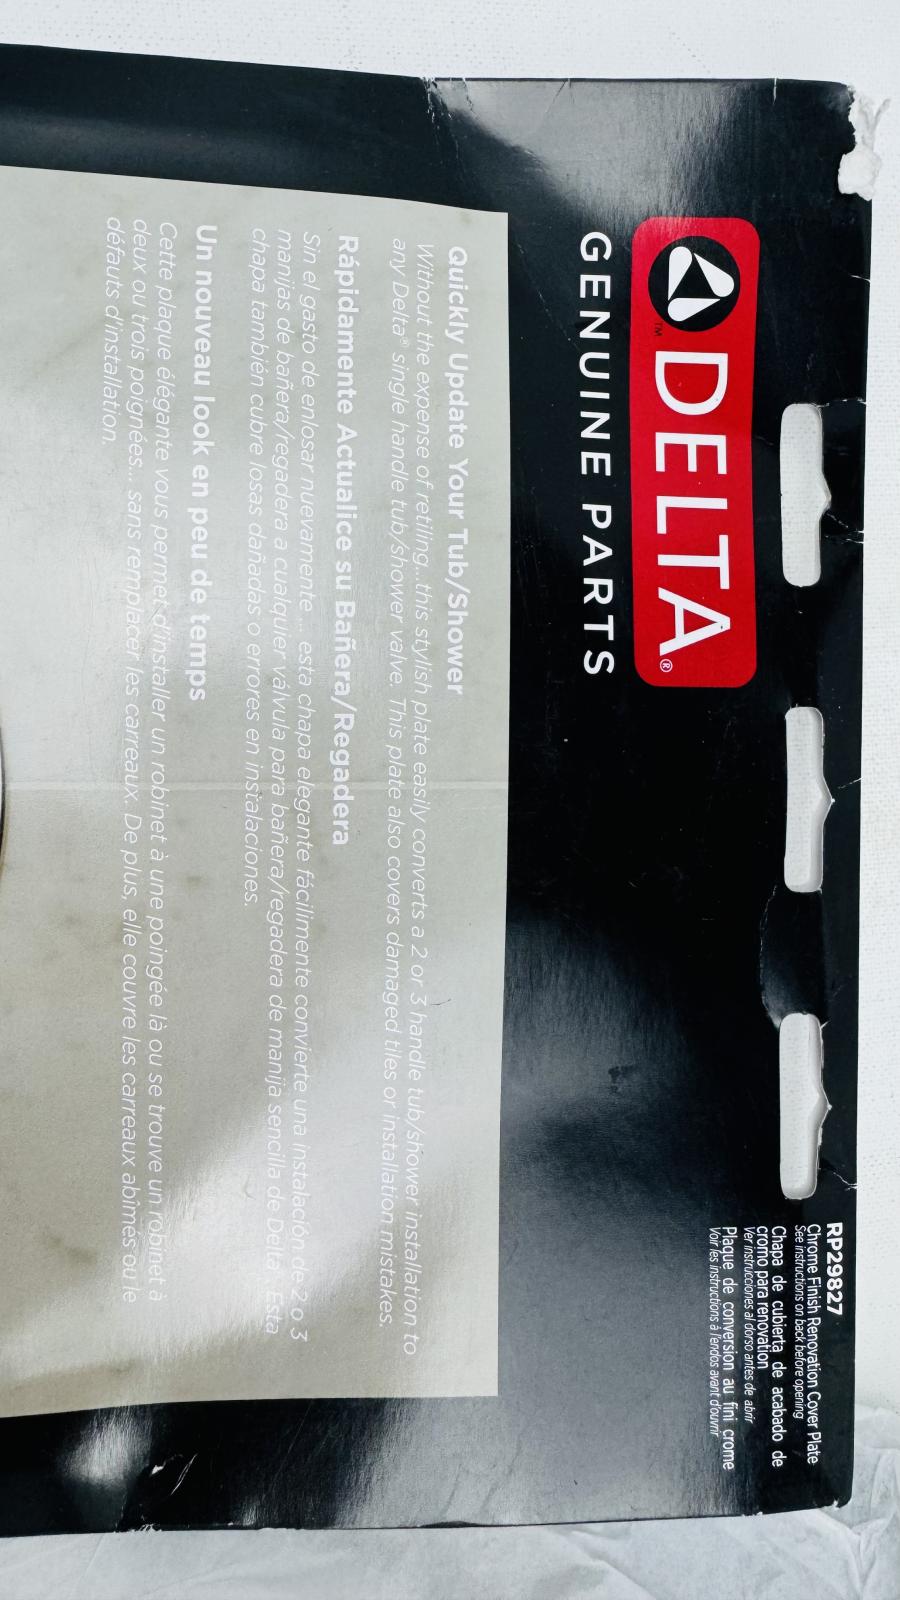 DELTA®
™
GENUINE PARTS
RP29827
Chrome Finish Renovation Cover Plate
See instructions on back before opening
Chapa de cubierta de acabado de
cromo para renovation
Ver instrucciones al dorso antes de abrir
Plaque de conversion au fini crome
Voir les instructions à l'endos avant d'ouvrir
Quickly Update Your Tub/Shower
Without the expense of retiling...this stylish plate easily converts a 2 or 3 handle tub/shower installation to
any Delta® single handle tub/shower valve. This plate also covers damaged tiles or installation mistakes.
Rápidamente Actualice su Bañera/Regadera
Sin el gasto de enlosar nuevamente... esta chapa elegante fácilimente convierte una Instalación de 2 o 3
manijas de bañera/regadera a cualquier válvula para bañera/regadera de manija sencilla de Delta. Esta
chapa también cubre losas dañadas o errores en instalaciones.
Un nouveau look en peu de temps
Cette plaque élégante vous permet d'installer un robinet à une poingée là ou se trouve un robinet à
deux ou trois poignées... sans remplacer les carreaux. De plus, elle couvre les carreaux abîmés ou le
défauts d'installation.